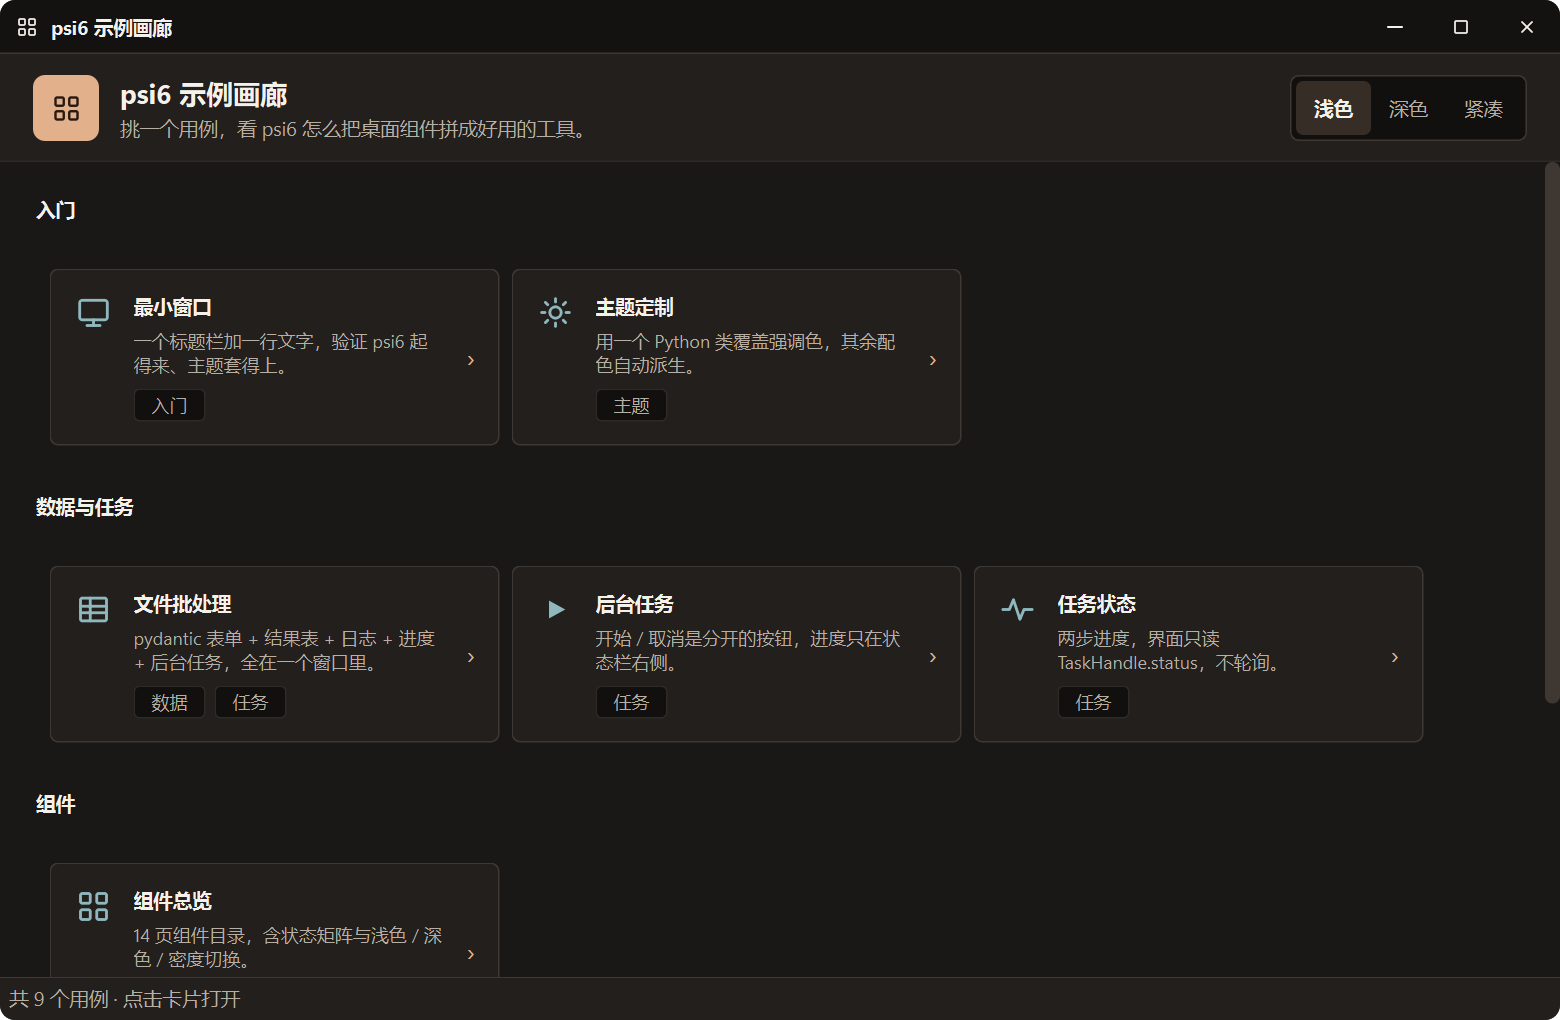 psi6 示例画廊
psi6 示例画廊
挑一个用例，看 psi6 怎么把桌面组件拼成好用的工具。
浅色 深色 紧凑
入门
最小窗口
一个标题栏加一行文字，验证 psi6 起
得来、主题套得上。
入门
主题定制
用一个 Python 类覆盖强调色，其余配
色自动派生。
主题
数据与任务
文件批处理
pydantic 表单 + 结果表 + 日志 + 进度
+ 后台任务，全在一个窗口里。
数据 任务
后台任务
开始 / 取消是分开的按钮，进度只在状
态栏右侧。
任务
任务状态
两步进度，界面只读
TaskHandle.status，不轮询。
任务
组件
组件总览
14 页组件目录，含状态矩阵与浅色 / 深
色 / 密度切换。
共 9 个用例 · 点击卡片打开